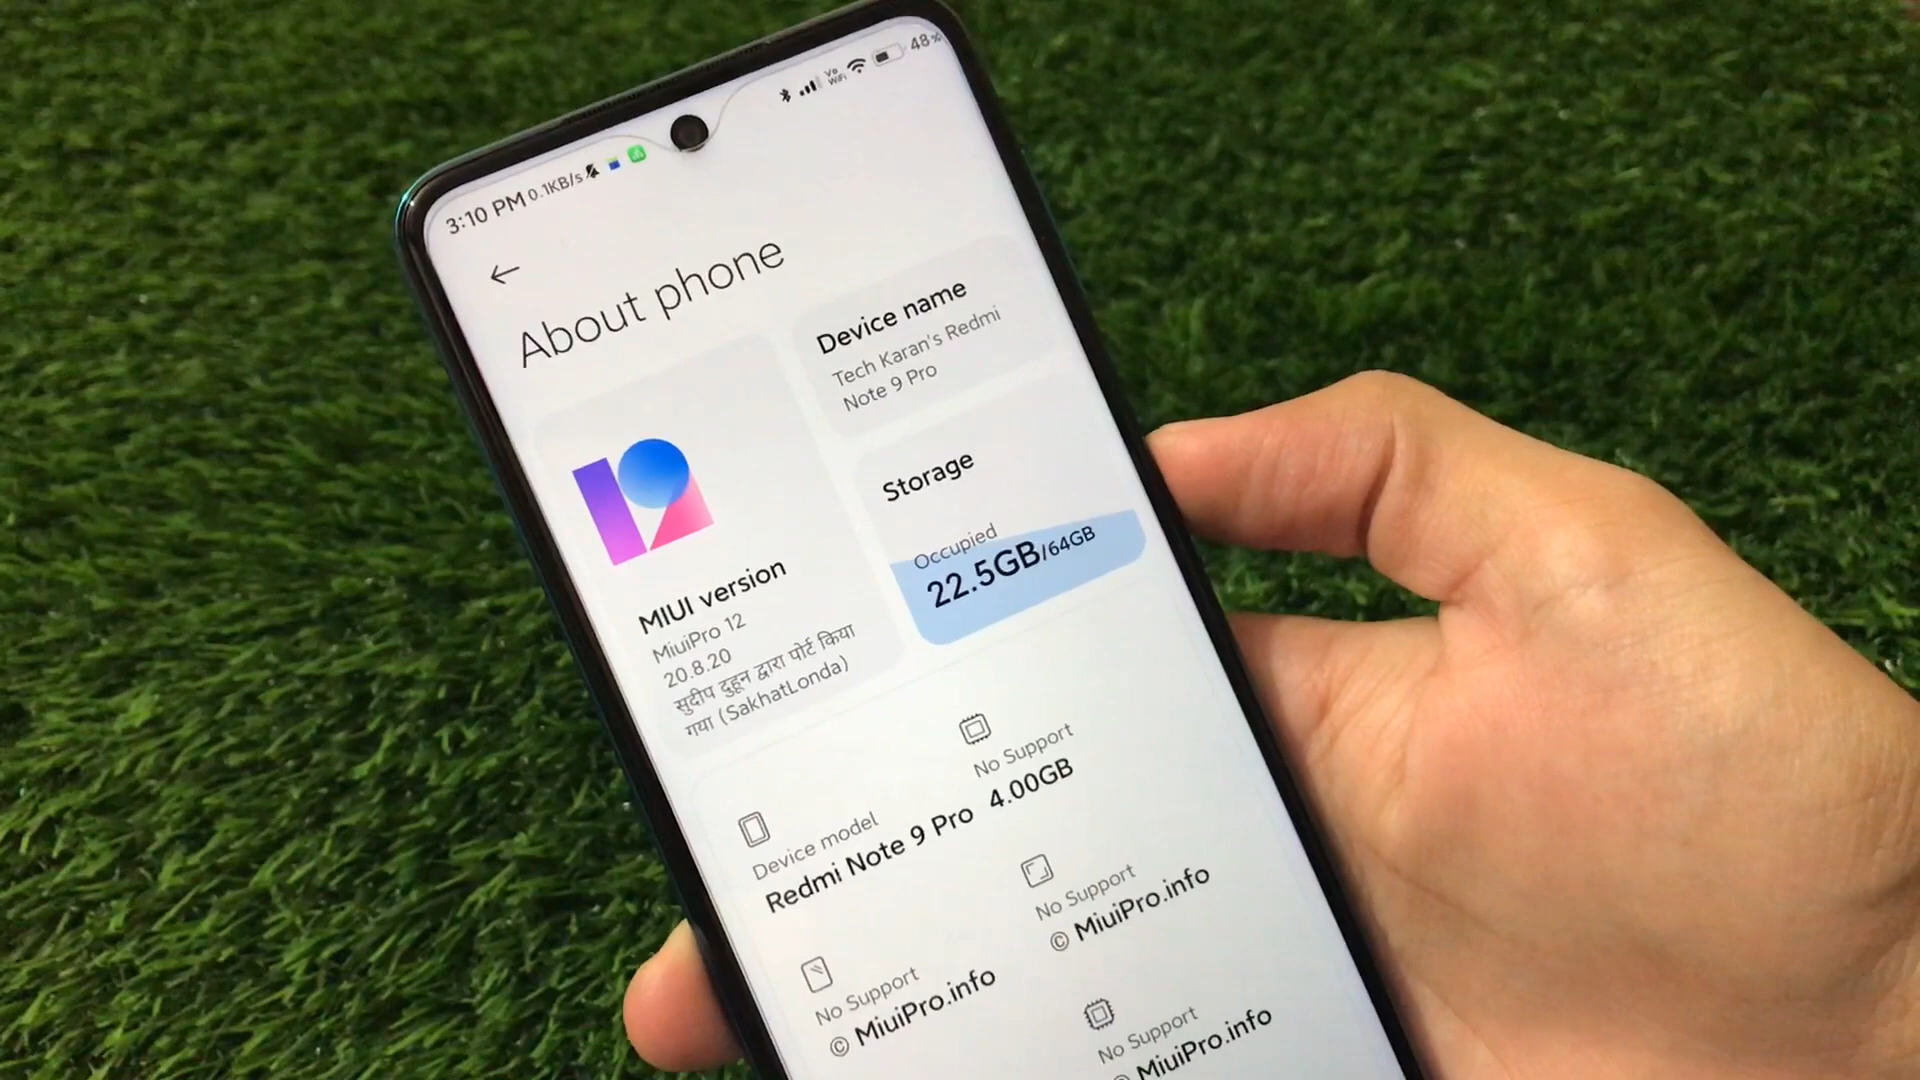 3:10 PM 0.1KB/s
Vo
WiFi
48%
About phone
Device name
Tech Karan's Redmi
Note 9 Pro
Storage
Occupied
22.5GB/64GB
MIUI version
MiuiPro 12
20.8.20
सुदीप दुहून द्वारा पोर्ट किया
गया (SakhatLonda)
Device model
Redmi Note 9 Pro
No Support
4.00GB
No Support
© MiuiPro.info
No Support
© MiuiPro.info
No Support
© MiuiPro.info